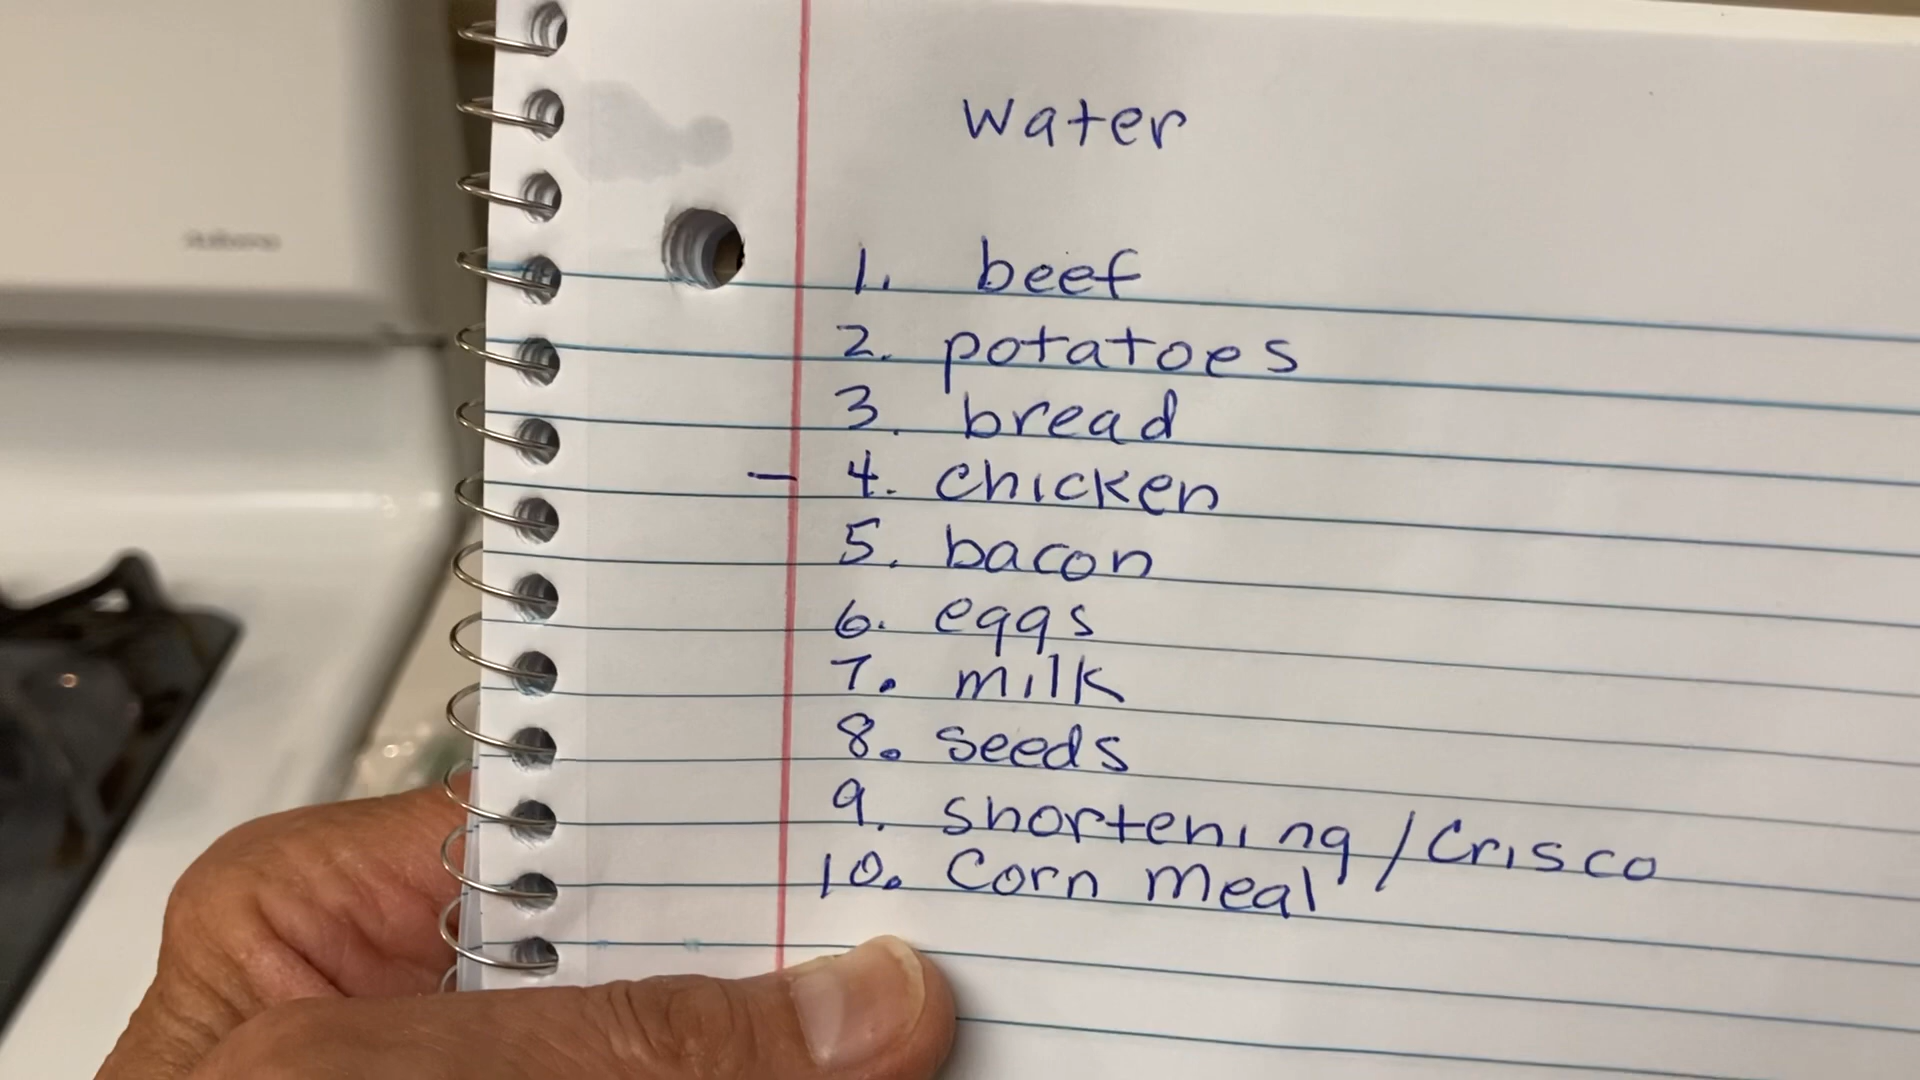 Water
1. beef
2. potatoes
3. bread
– 4. chicken
5. bacon
6. eggs
7. milk
8. seeds
9. shortening / Crisco
10. Corn meal